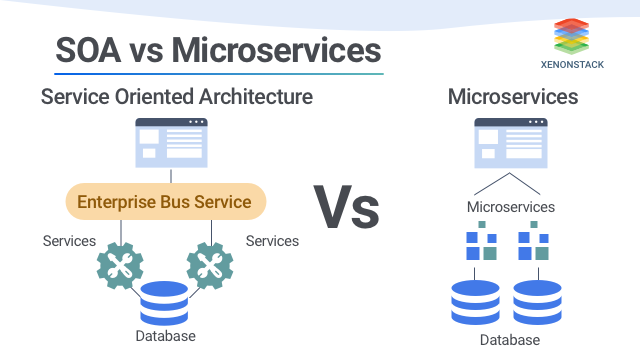 SOA vs Microservices
XENONSTACK
Service Oriented Architecture
Microservices
Enterprise Bus Service
Vs
Services
Services
Database
Microservices
Database